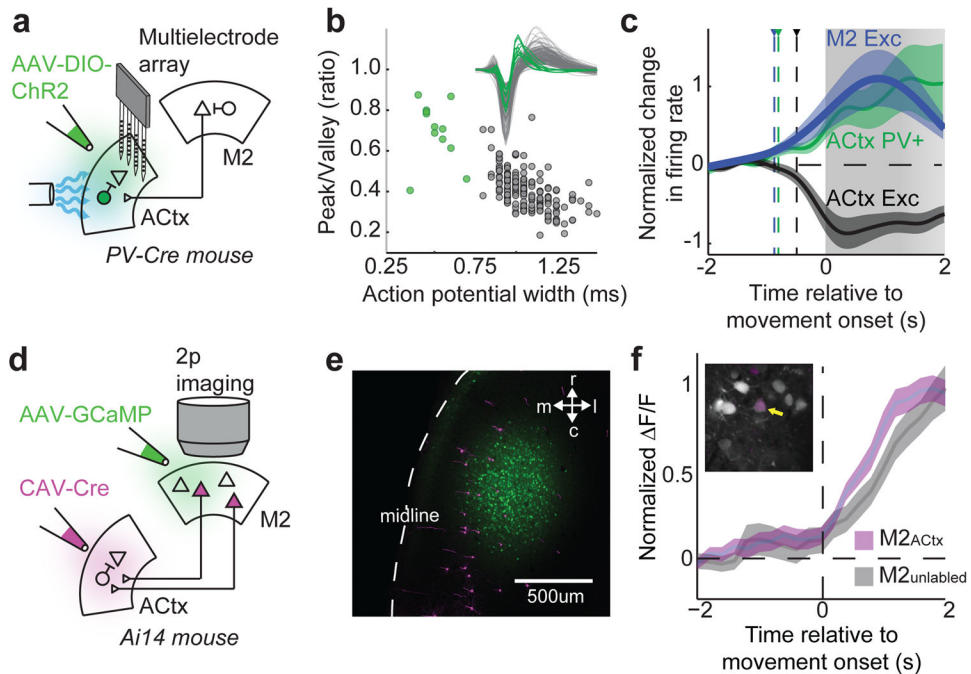 a
Multielectrode
array
AAV-DIO-
ChR2
M2
ACtx
PV-Cre mouse
b
Peak/Valley (ratio)
1.2
1.0
0.8
0.6
0.4
0.2
0.25
0.75
1.25
Action potential width (ms)
c
Normalized change
in firing rate
1
0
-1
M2 Exc
ACtx PV+
ACtx Exc
-2
0
2
Time relative to
movement onset (s)
d
2p
imaging
AAV-GCaMP
CAV-Cre
M2
ACtx
Ai14 mouse
e
r
m
l
c
midline
500um
f
Normalized ΔF/F
1
0.5
0
M2ACtx
M2unlabled
−2
0
2
Time relative to
movement onset (s)